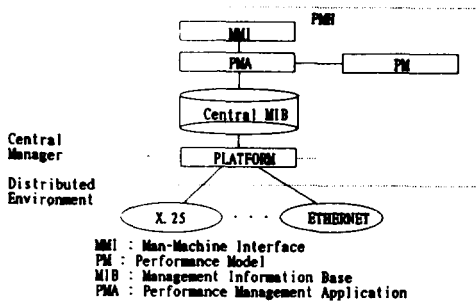 PMH
MMI
PMA
PM
Central MIB
Central
Manager
PLATFORM
Distributed
Environment
X.25
. . .
ETHERNET
MMI : Man-Machine Interface
PM : Performance Model
MIB : Management Information Base
PMA : Performance Management Application